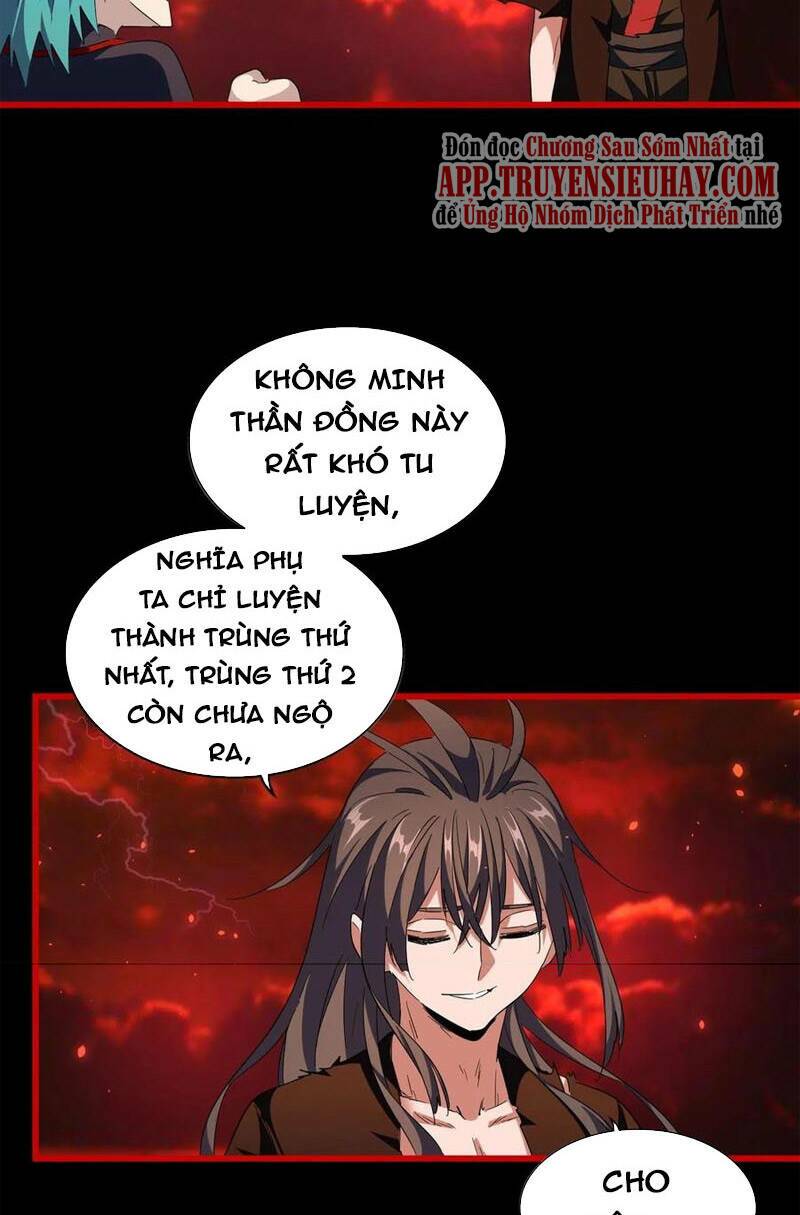 Đón đọc Chương Sau Sớm Nhất tại
APP.TRUYENSIEUHAY.COM
để Ủng Hộ Nhóm Dịch Phát Triển nhé
KHÔNG MINH
THẦN ĐỒNG NÀY
RẤT KHÓ TU
LUYỆN,
NGHĨA PHỤ
TA CHỈ LUYỆN
THÀNH TRÙNG THỨ
NHẤT, TRÙNG THỨ 2
CÒN CHƯA NGỘ
RA,
CHO